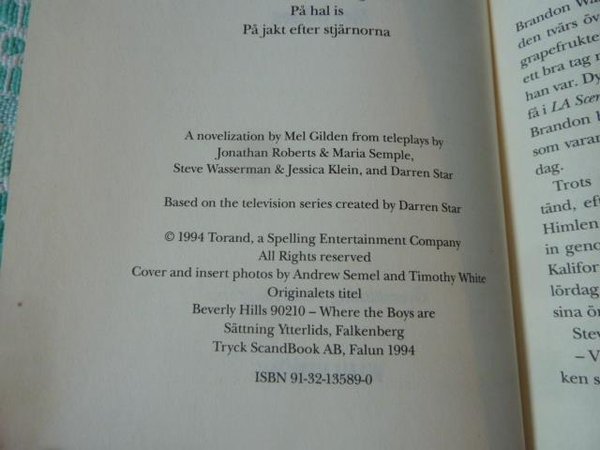 På hal is
På jakt efter stjärnorna
A novelization by Mel Gilden from teleplays by
Jonathan Roberts & Maria Semple,
Steve Wasserman & Jessica Klein, and Darren Star
Based on the television series created by Darren Star
© 1994 Torand, a Spelling Entertainment Company
All Rights reserved
Cover and insert photos by Andrew Semel and Timothy White
Originalets titel
Beverly Hills 90210 – Where the Boys are
Sättning Ytterlids, Falkenberg
Tryck ScandBook AB, Falun 1994
ISBN 91-32-13589-0
Brandon
den tvärs
grapefrukte
ett bra tag
han var. Dy
få i LA Scen
Brandon
som varan
dag.
Trots
tänd, eft
Himlen
in geno
Kalifor
lördag
sina ör
Stev
– V
ken s